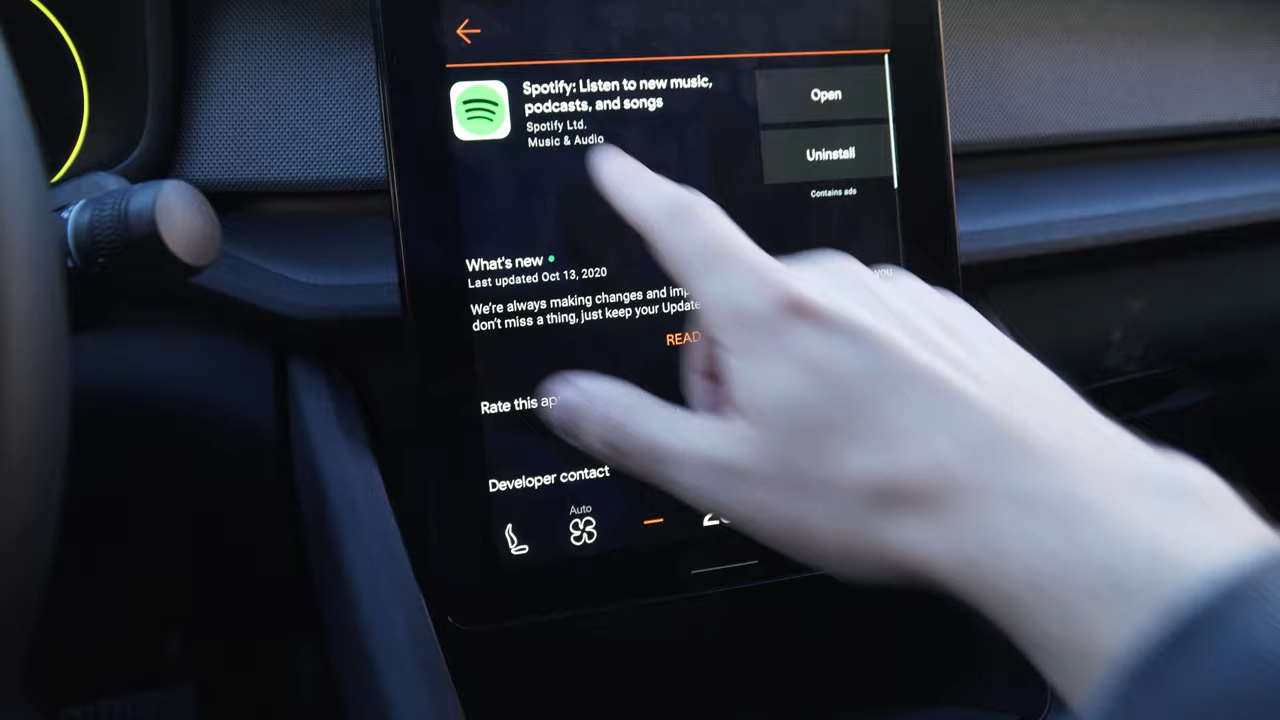 Spotify: Listen to new music,
podcasts, and songs
Spotify Ltd.
Music & Audio
Open
Uninstall
Contains ads
What's new
Last updated Oct 13, 2020
you
We're always making changes and imp
don't miss a thing, just keep your Update
READ
Rate this ap
Developer contact
Auto